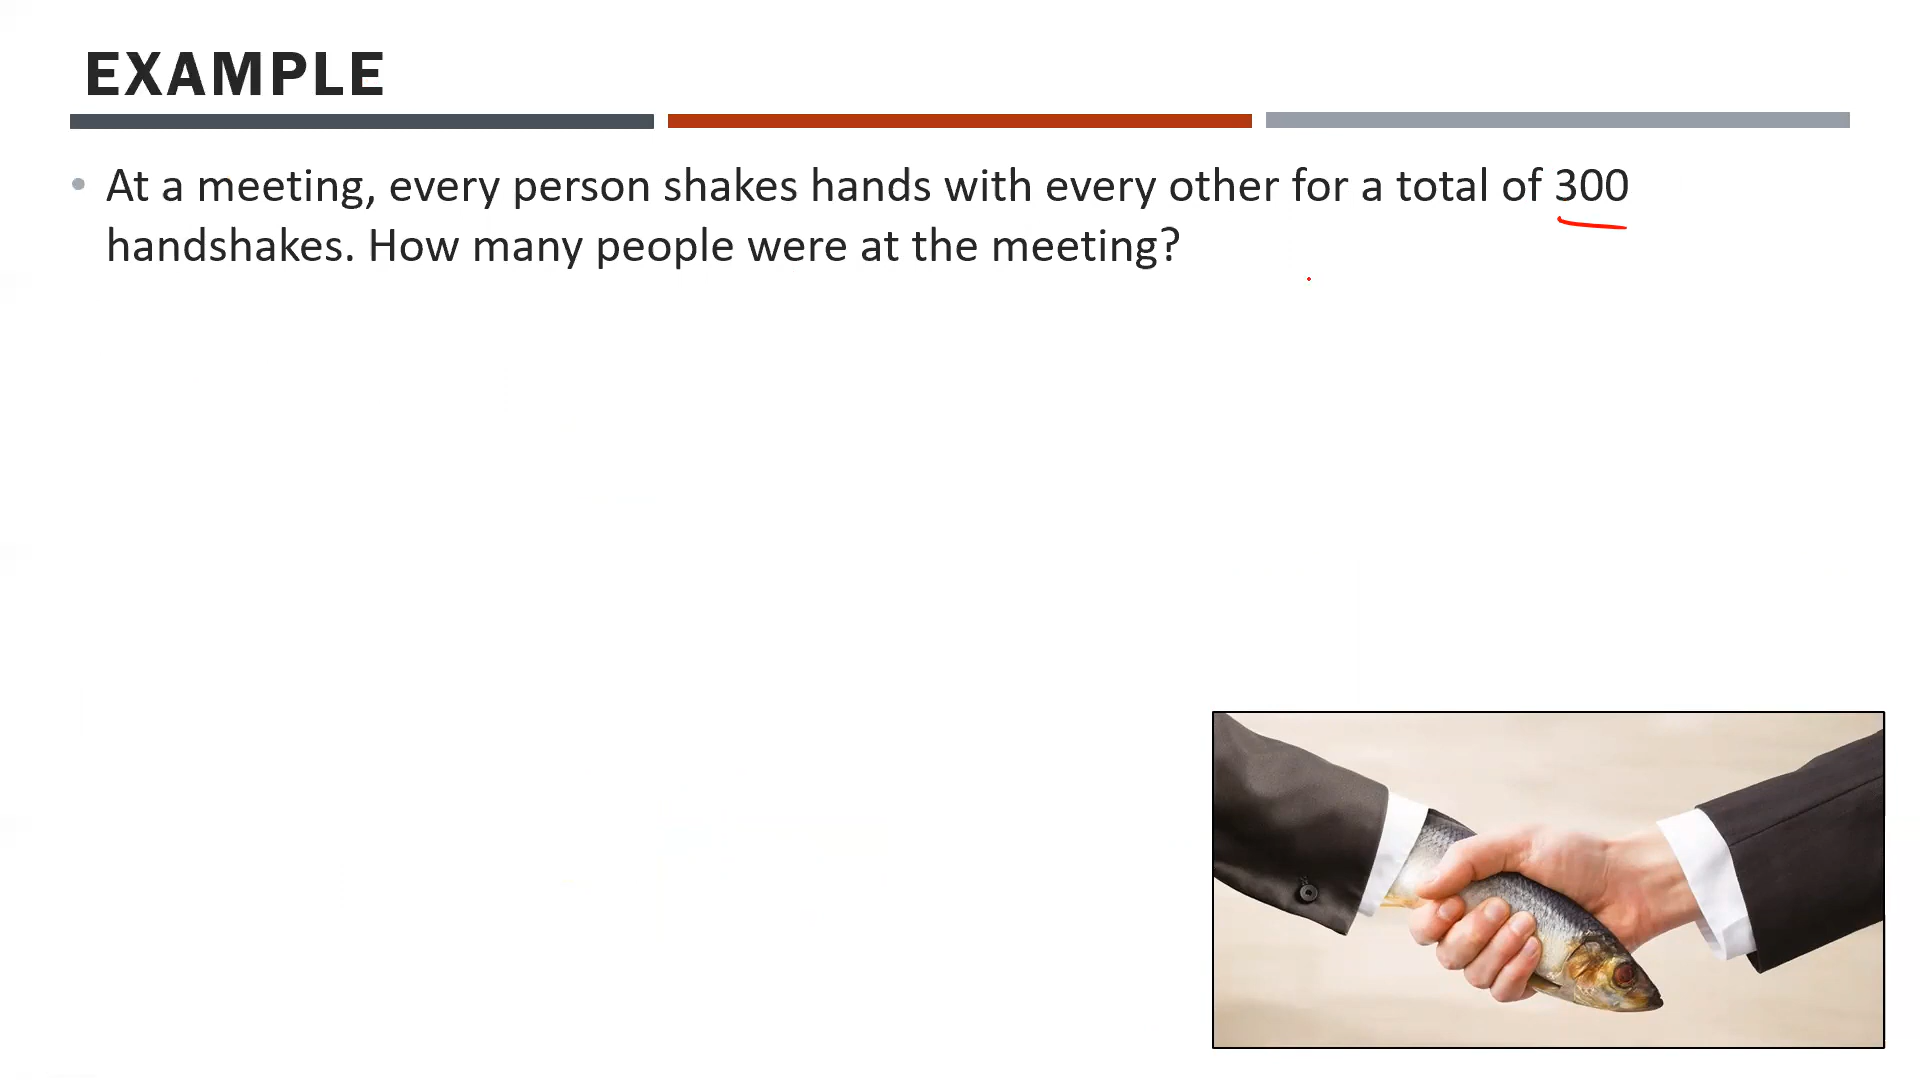 EXAMPLE
• At a meeting, every person shakes hands with every other for a total of 300
handshakes. How many people were at the meeting?